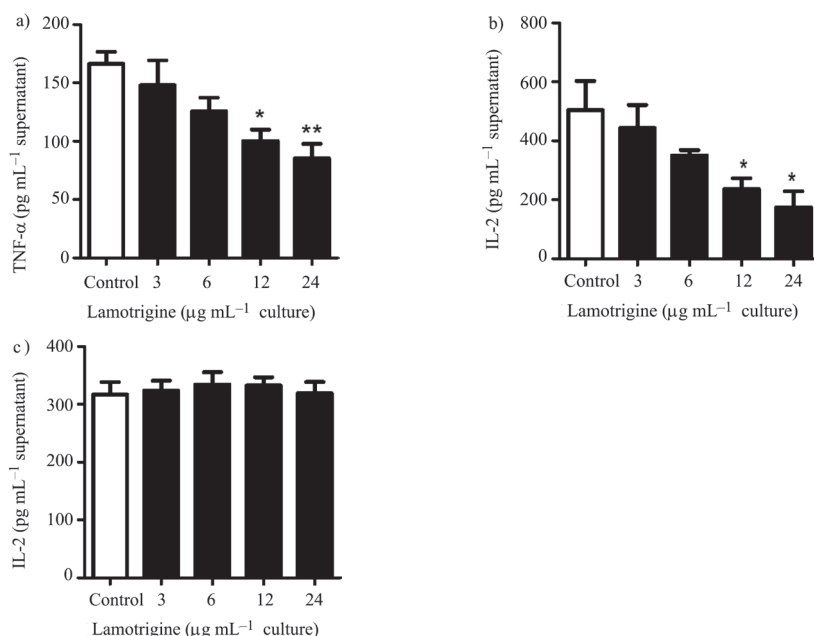 a)
TNF-α (pg mL⁻¹ supernatant)
200
150
100
50
0
*
**
Control 3 6 12 24
Lamotrigine (μg mL⁻¹ culture)
b)
IL-2 (pg mL⁻¹ supernatant)
800
600
400
200
0
*
*
Control 3 6 12 24
Lamotrigine (μg mL⁻¹ culture)
c)
IL-2 (pg mL⁻¹ supernatant)
400
300
200
100
0
Control 3 6 12 24
Lamotrigine (μg mL⁻¹ culture)